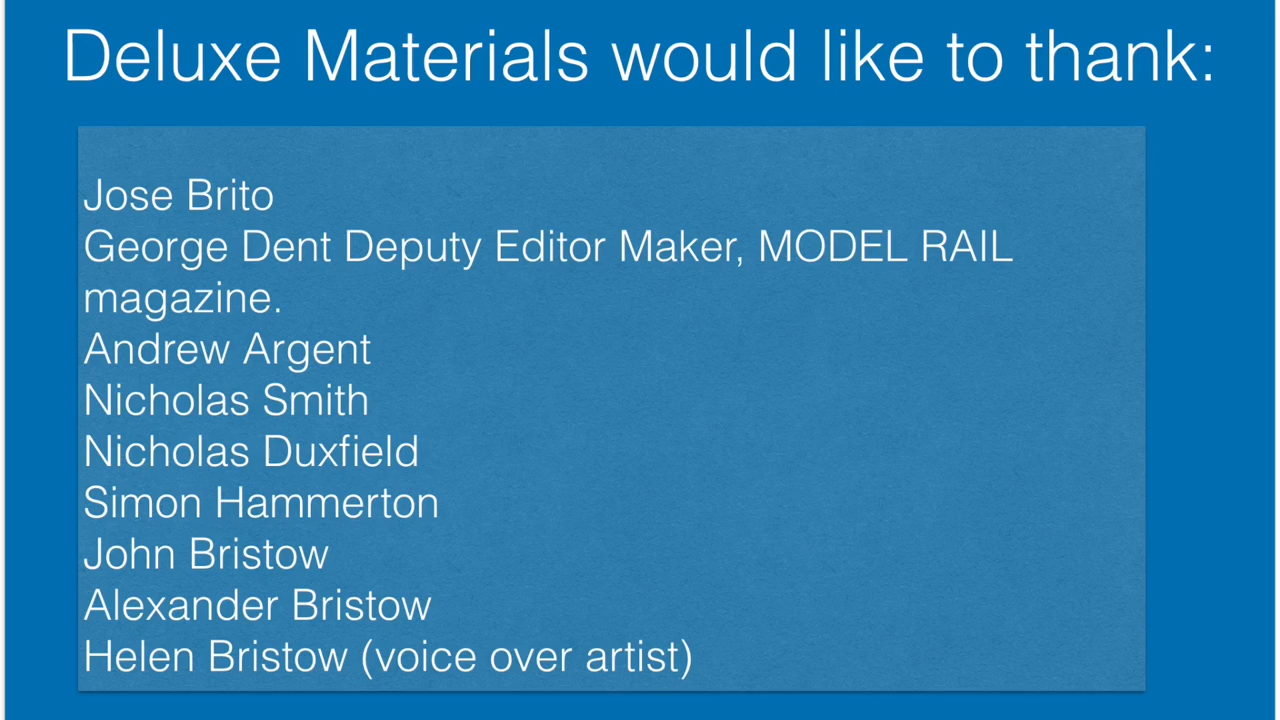 Deluxe Materials would like to thank:
Jose Brito
George Dent Deputy Editor Maker, MODEL RAIL
magazine.
Andrew Argent
Nicholas Smith
Nicholas Duxfield
Simon Hammerton
John Bristow
Alexander Bristow
Helen Bristow (voice over artist)